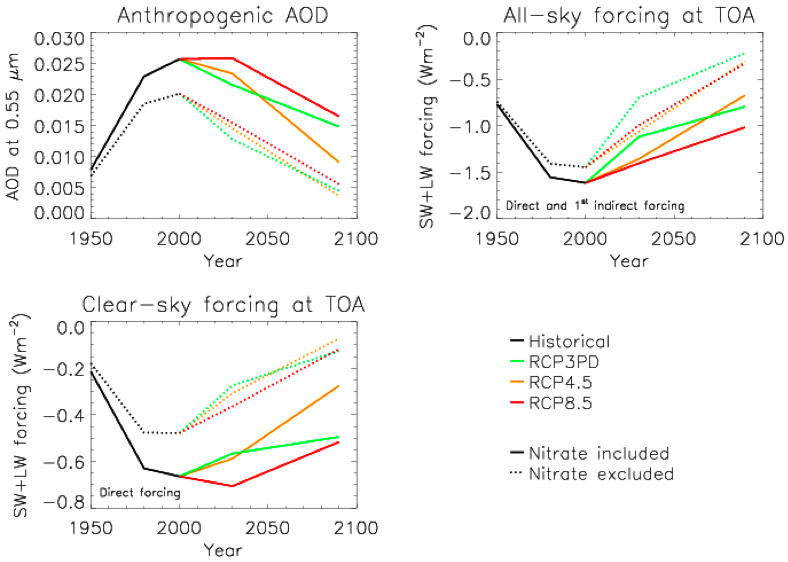 Anthropogenic AOD
AOD at 0.55 μm
0.030
0.025
0.020
0.015
0.010
0.005
0.000
1950 2000 2050 2100
Year
All-sky forcing at TOA
SW+LW forcing (Wm⁻²)
0.0
-0.5
-1.0
-1.5
-2.0
Direct and 1ˢᵗ indirect forcing
1950 2000 2050 2100
Year
Clear-sky forcing at TOA
SW+LW forcing (Wm⁻²)
0.0
-0.2
-0.4
-0.6
-0.8
Direct forcing
1950 2000 2050 2100
Year
Historical
RCP3PD
RCP4.5
RCP8.5
Nitrate included
Nitrate excluded